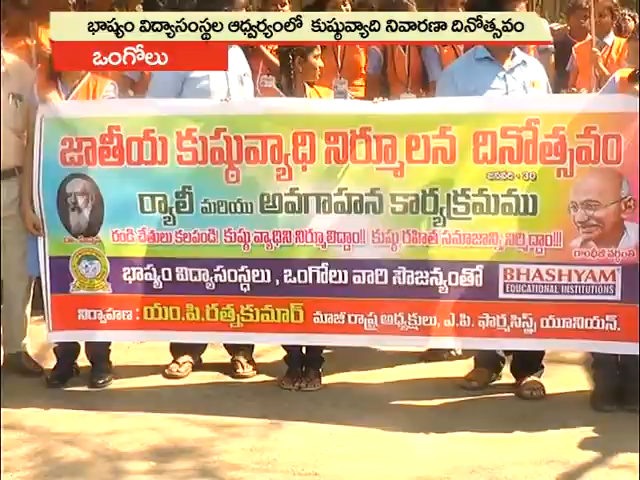 భాష్యం విద్యాసంస్థల ఆధ్వర్యంలో కుష్ఠువ్యాది నివారణా దినోత్సవం
ఒంగోలు
జాతీయ కుష్ఠువ్యాధి నిర్మూలన దినోత్సవం
జనవరి - 30
ర్యాలీ మరియు అవగాహన కార్యక్రమము
రండి చేతులు కలపండి! కుష్ఠు వ్యాధిని నిర్మూలిద్దాం!! కుష్ఠు రహిత సమాజాన్ని నిర్మిద్దాం!!!
గాంధీజీ వర్ధంతి
భాష్యం విద్యాసంస్థలు, ఒంగోలు వారి సౌజన్యంతో
BHASHYAM
EDUCATIONAL INSTITUTIONS
నిర్వాహణ : యం.పి.రత్నకుమార్ మాజీ రాష్ట్ర అధ్యక్షులు, ఎ.పి. ఫార్మసిస్ట్స్ యూనియన్.